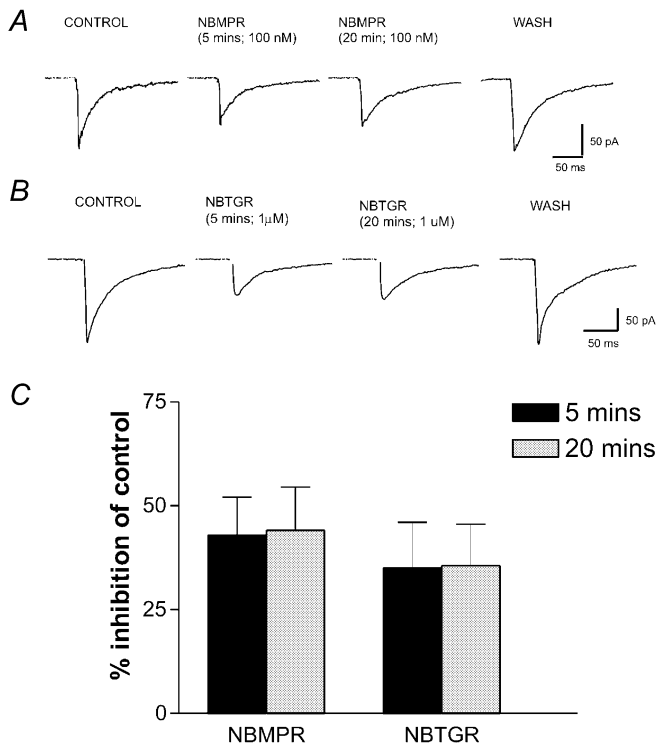 A
CONTROL
NBMPR
(5 mins; 100 nM)
NBMPR
(20 min; 100 nM)
WASH
50 pA
50 ms
B
CONTROL
NBTGR
(5 mins; 1μM)
NBTGR
(20 mins; 1 uM)
WASH
50 pA
50 ms
C
75
50
25
0
% inhibition of control
5 mins
20 mins
NBMPR
NBTGR